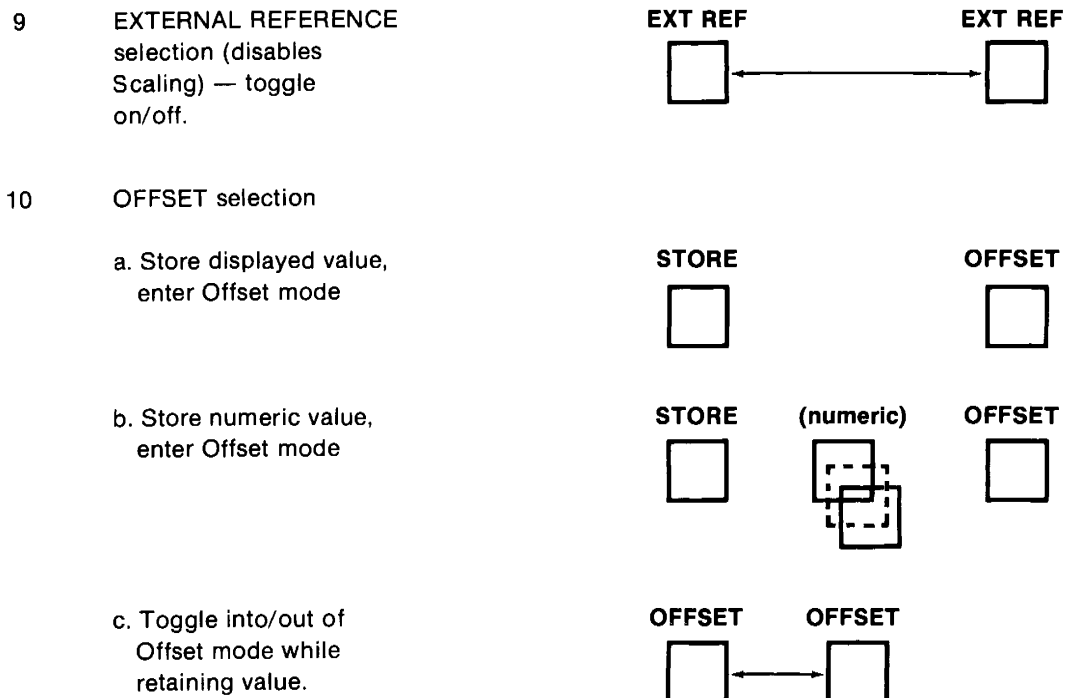 9 EXTERNAL REFERENCE EXT REF EXT REF
selection (disables
Scaling) — toggle
on/off.
10 OFFSET selection
a. Store displayed value, STORE OFFSET
enter Offset mode
b. Store numeric value, STORE (numeric) OFFSET
enter Offset mode
c. Toggle into/out of OFFSET OFFSET
Offset mode while
retaining value.